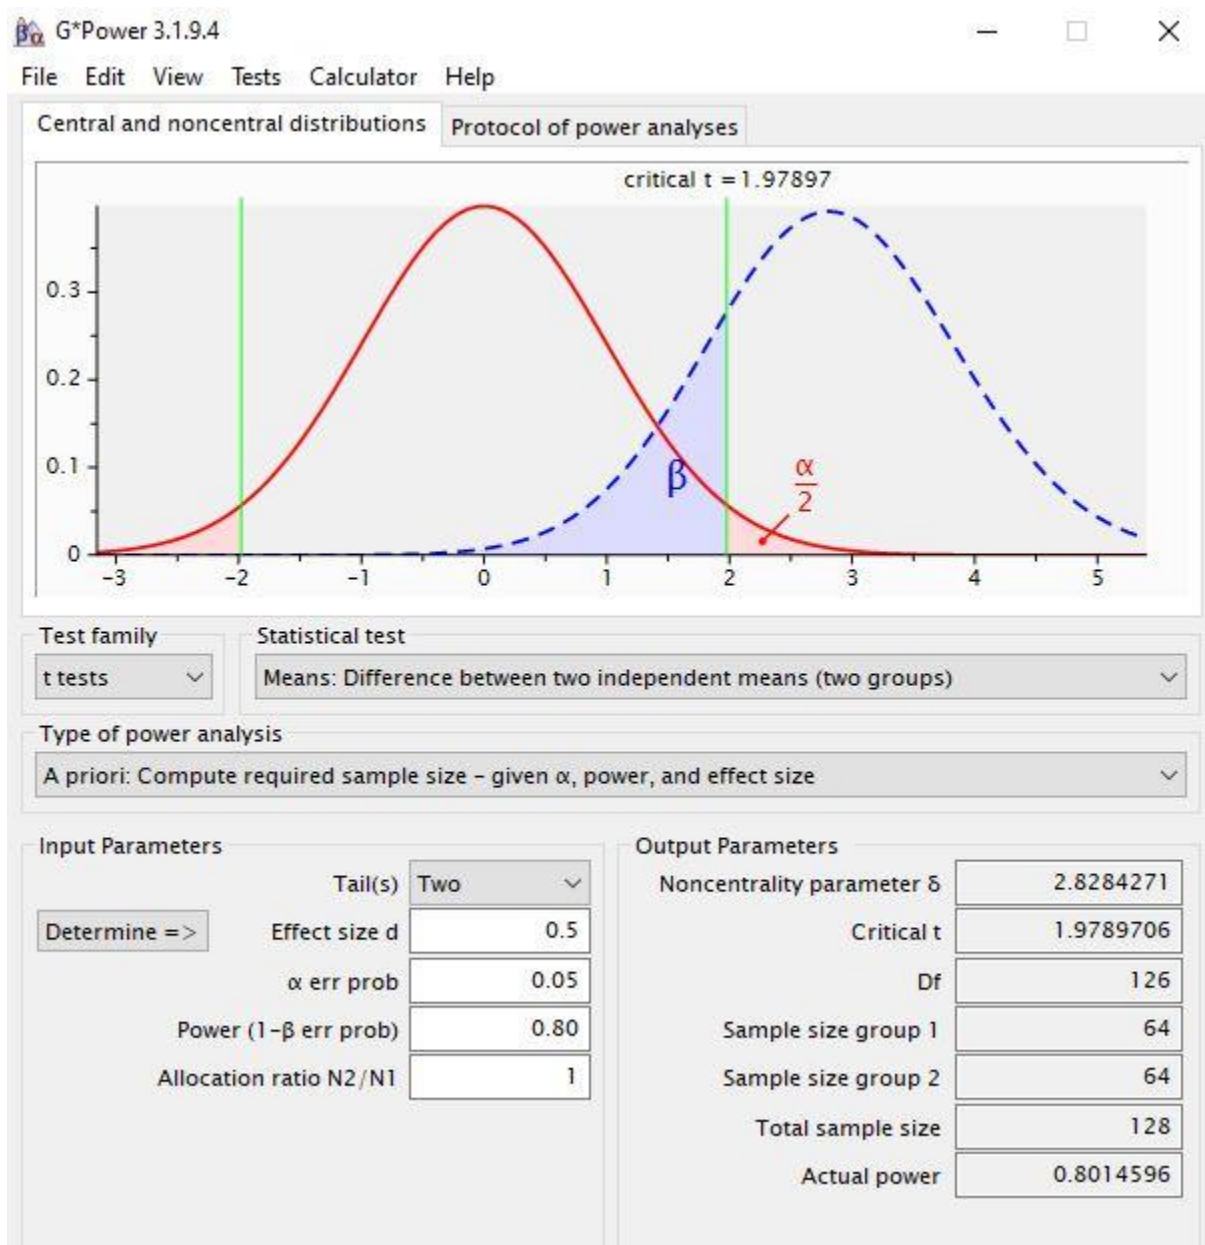 G*Power 3.1.9.4
File Edit View Tests Calculator Help
Central and noncentral distributions Protocol of power analyses
critical t = 1.97897
0.3
0.2
0.1
0
β
α
2
-3 -2 -1 0 1 2 3 4 5
Test family Statistical test
t tests Means: Difference between two independent means (two groups)
Type of power analysis
A priori: Compute required sample size – given α, power, and effect size
Input Parameters Output Parameters
Tail(s) Two Noncentrality parameter δ 2.8284271
Determine => Effect size d 0.5 Critical t 1.9789706
α err prob 0.05 Df 126
Power (1-β err prob) 0.80 Sample size group 1 64
Allocation ratio N2/N1 1 Sample size group 2 64
Total sample size 128
Actual power 0.8014596